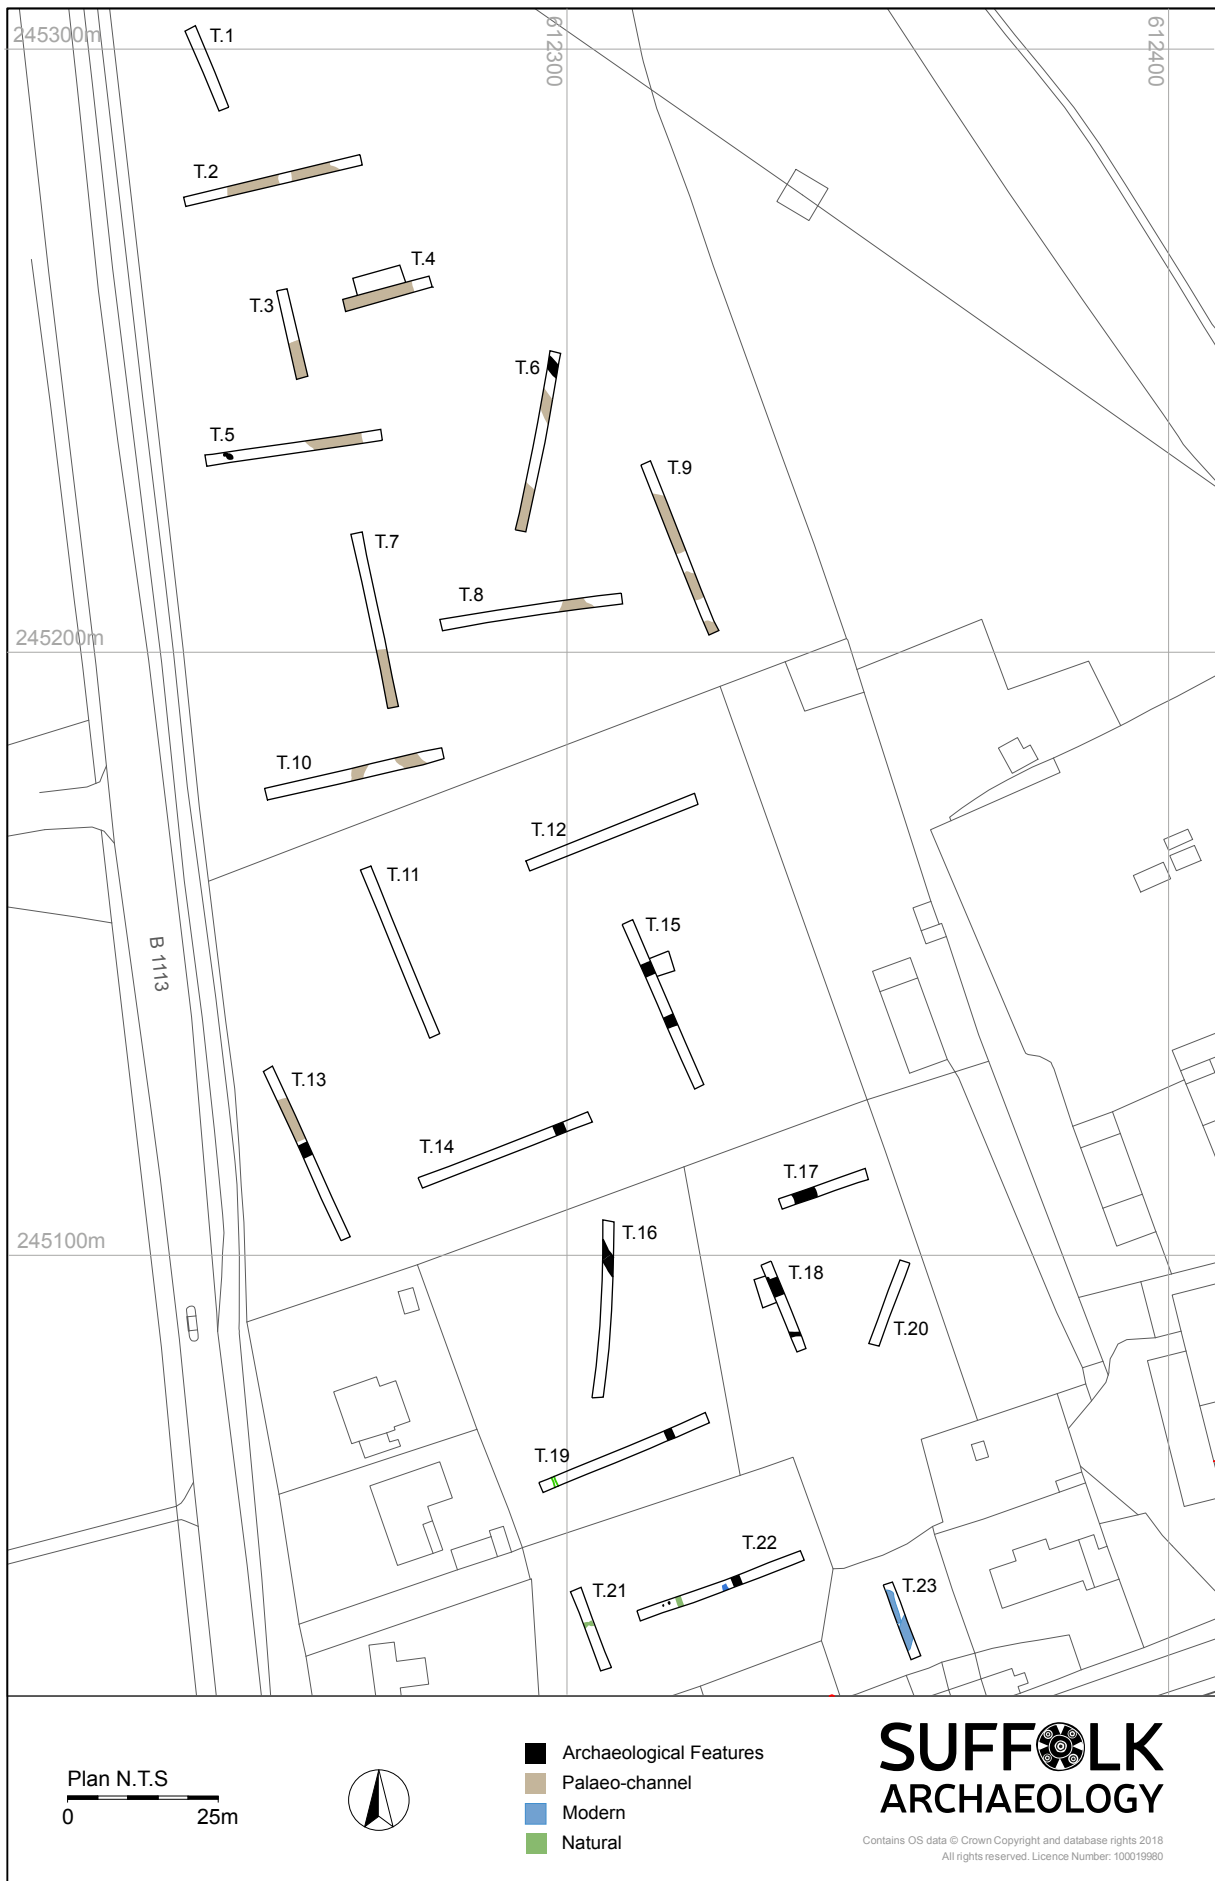 245300m
612300
612400
T.1
T.2
T.4
T.3
T.6
T.5
T.9
T.7
T.8
245200m
T.10
T.12
T.11
T.15
B 1113
T.13
T.14
T.17
T.16
245100m
T.18
T.20
T.19
T.22
T.21
T.23
Plan N.T.S
0 25m
Archaeological Features
Palaeo-channel
Modern
Natural
SUFFOLK
ARCHAEOLOGY
Contains OS data © Crown Copyright and database rights 2018
All rights reserved. Licence Number: 100019980